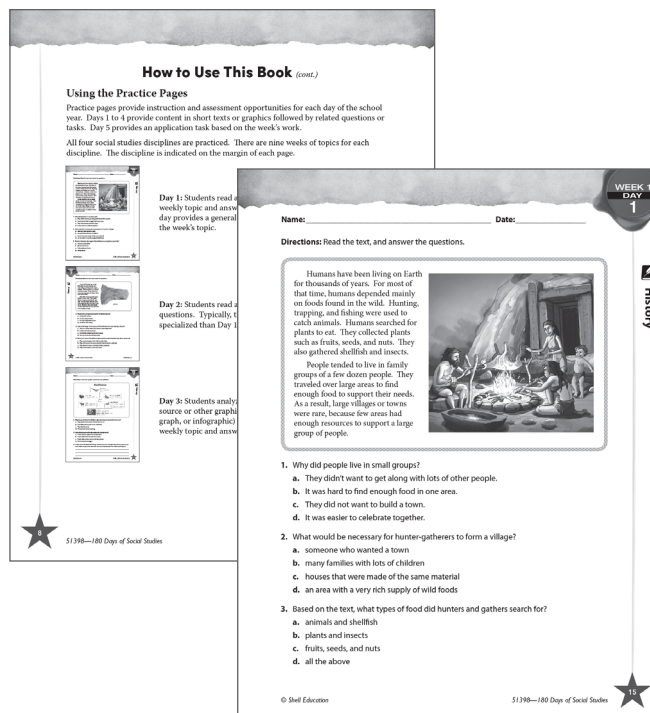 How to Use This Book (cont.)
Using the Practice Pages
Practice pages provide instruction and assessment opportunities for each day of the school
year. Days 1 to 4 provide content in short texts or graphics followed by related questions or
tasks. Day 5 provides an application task based on the week's work.
All four social studies disciplines are practiced. There are nine weeks of topics for each
discipline. The discipline is indicated on the margin of each page.
Day 1: Students read a
weekly topic and answ
day provides a general
the week's topic.
Day 2: Students read a
questions. Typically, t
specialized than Day 1
Day 3: Students analy
source or other graphi
graph, or infographic)
weekly topic and answ
8
51398—180 Days of Social Studies
WEEK 1
DAY
1
Name:
Date:
Directions: Read the text, and answer the questions.
History
Humans have been living on Earth
for thousands of years. For most of
that time, humans depended mainly
on foods found in the wild. Hunting,
trapping, and fishing were used to
catch animals. Humans searched for
plants to eat. They collected plants
such as fruits, seeds, and nuts. They
also gathered shellfish and insects.
People tended to live in family
groups of a few dozen people. They
traveled over large areas to find
enough food to support their needs.
As a result, large villages or towns
were rare, because few areas had
enough resources to support a large
group of people.
1. Why did people live in small groups?
a. They didn't want to get along with lots of other people.
b. It was hard to find enough food in one area.
c. They did not want to build a town.
d. It was easier to celebrate together.
2. What would be necessary for hunter-gatherers to form a village?
a. someone who wanted a town
b. many families with lots of children
c. houses that were made of the same material
d. an area with a very rich supply of wild foods
3. Based on the text, what types of food did hunters and gathers search for?
a. animals and shellfish
b. plants and insects
c. fruits, seeds, and nuts
d. all the above
© Shell Education
51398—180 Days of Social Studies
15